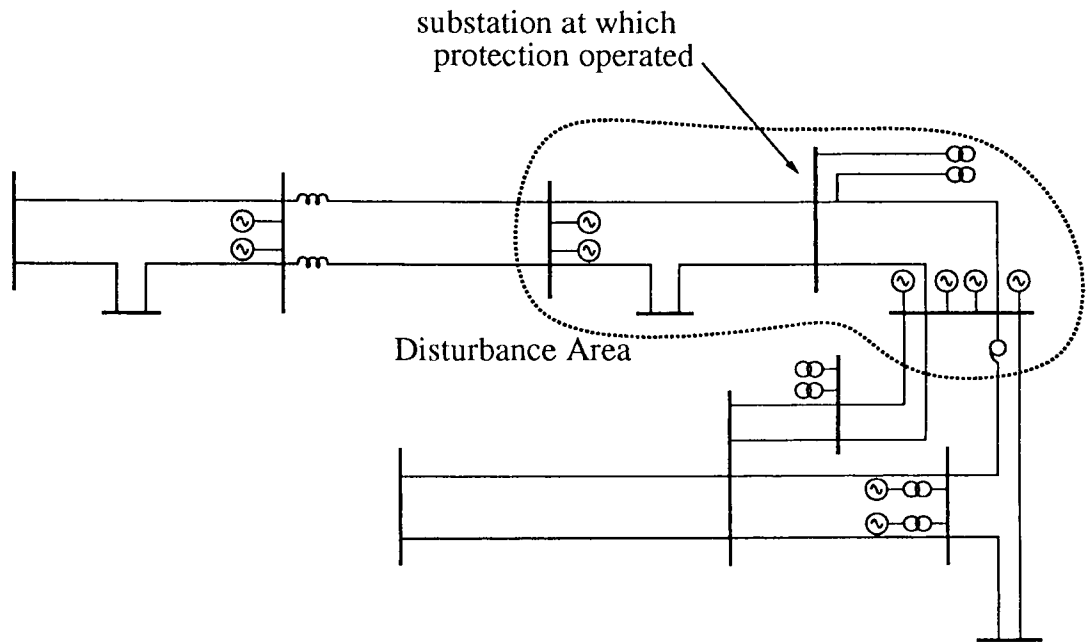 substation at which
protection operated
Disturbance Area